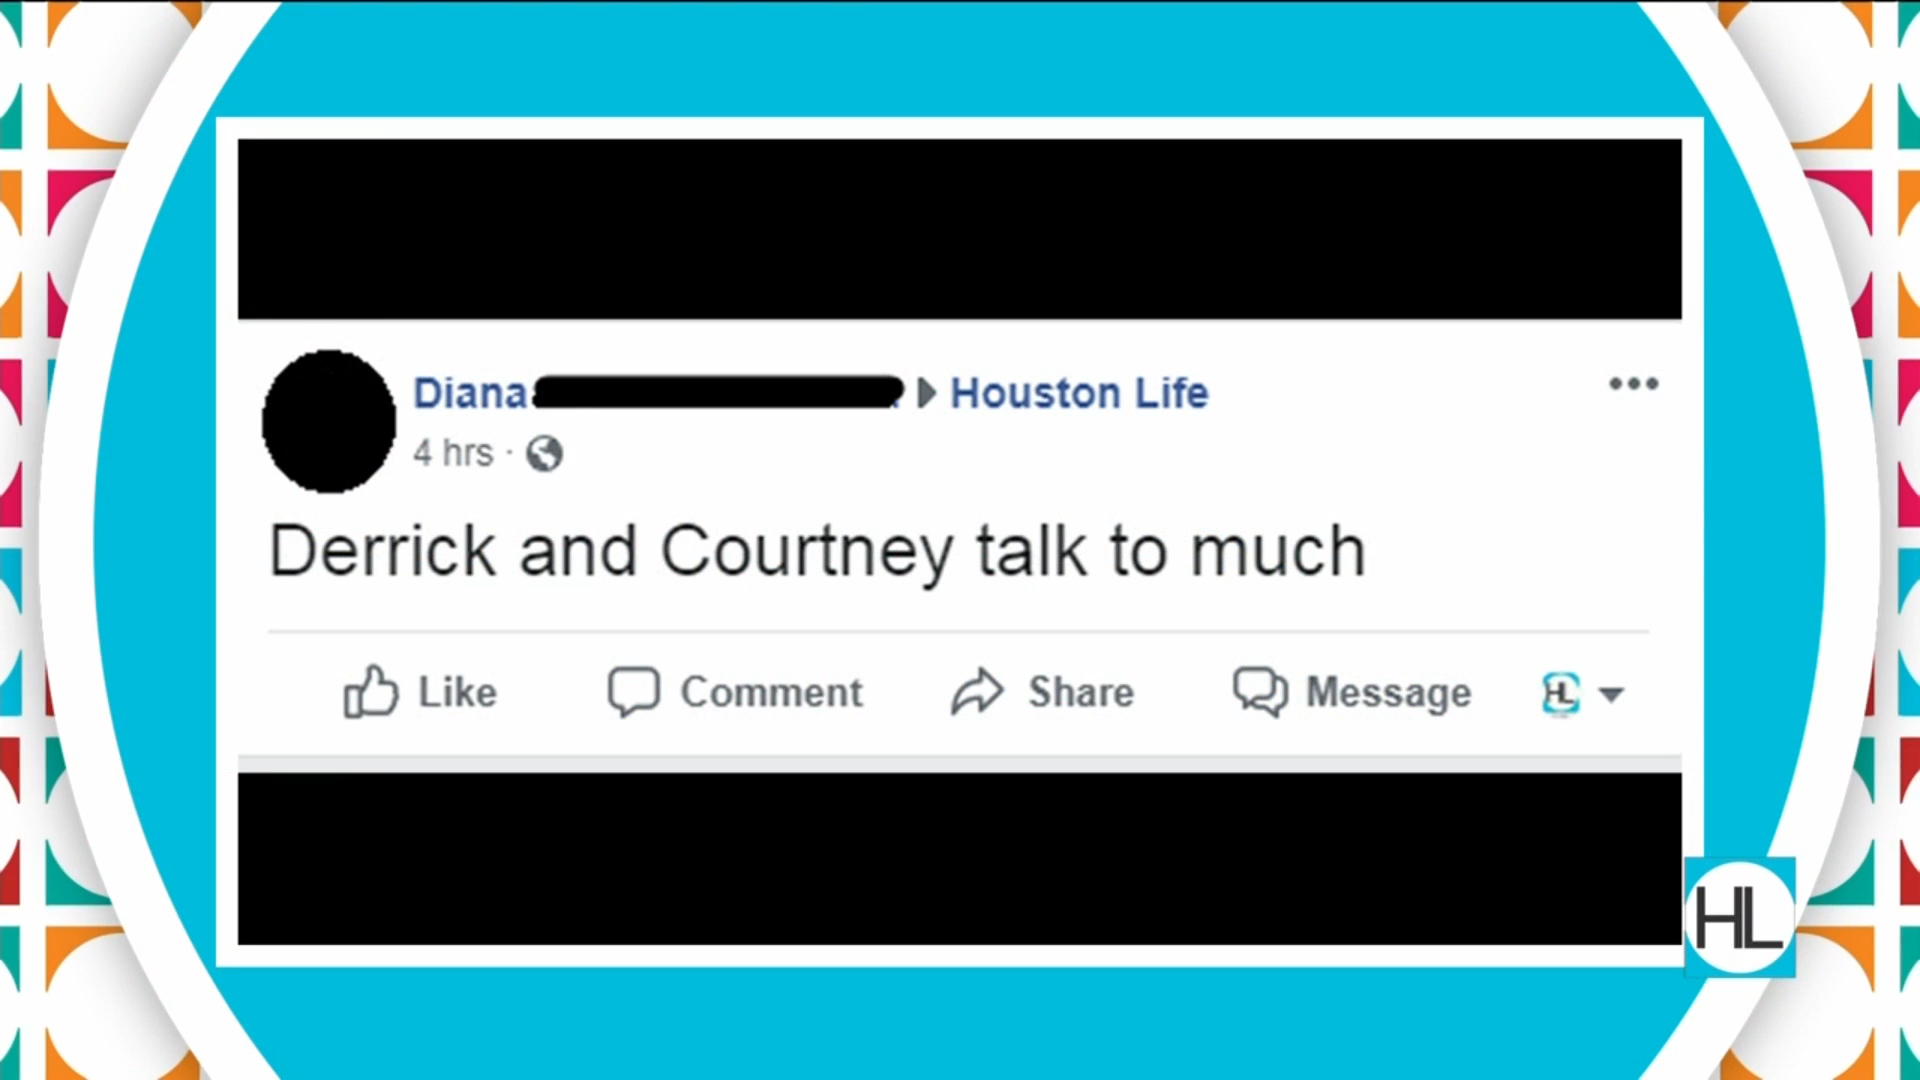 Diana Houston Life
4 hrs ·
Derrick and Courtney talk to much
Like Comment Share Message HL
HL